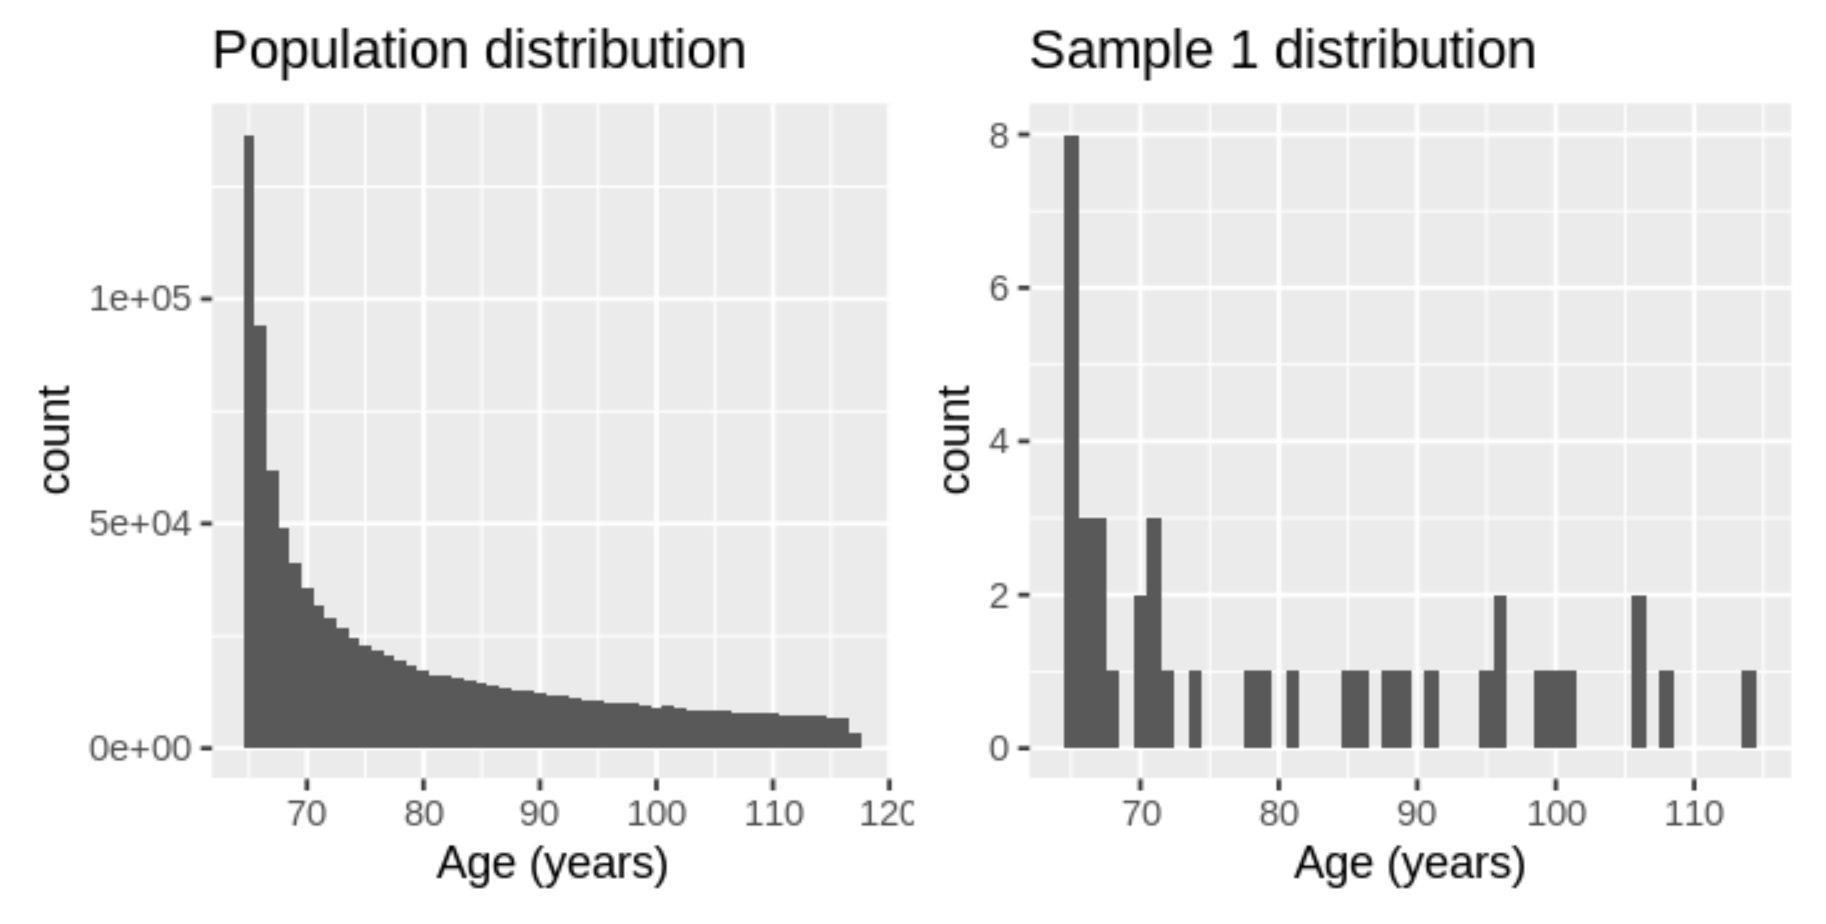 Population distribution
count
1e+05
5e+04
0e+00
70 80 90 100 110 120
Age (years)
Sample 1 distribution
count
8
6
4
2
0
70 80 90 100 110
Age (years)